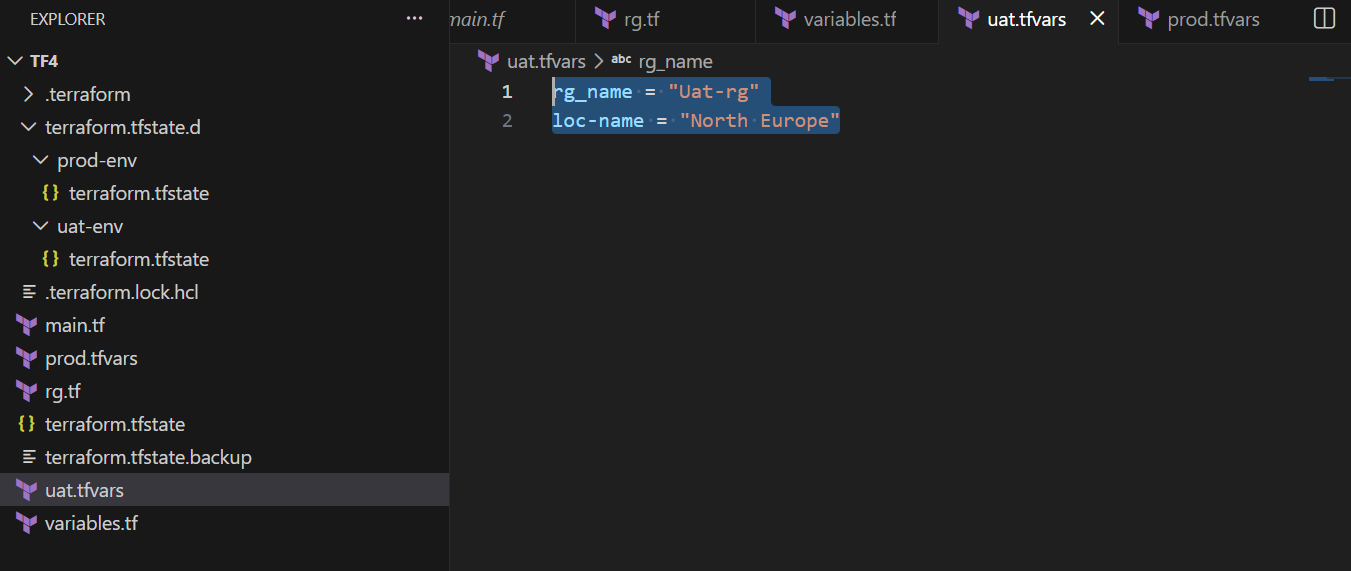 EXPLORER ...
TF4
.terraform
terraform.tfstate.d
prod-env
{} terraform.tfstate
uat-env
{} terraform.tfstate
.terraform.lock.hcl
main.tf
prod.tfvars
rg.tf
{} terraform.tfstate
terraform.tfstate.backup
uat.tfvars
variables.tf
main.tf rg.tf variables.tf uat.tfvars prod.tfvars
uat.tfvars > abc rg_name
1 rg_name = "Uat-rg"
2 loc-name = "North Europe"